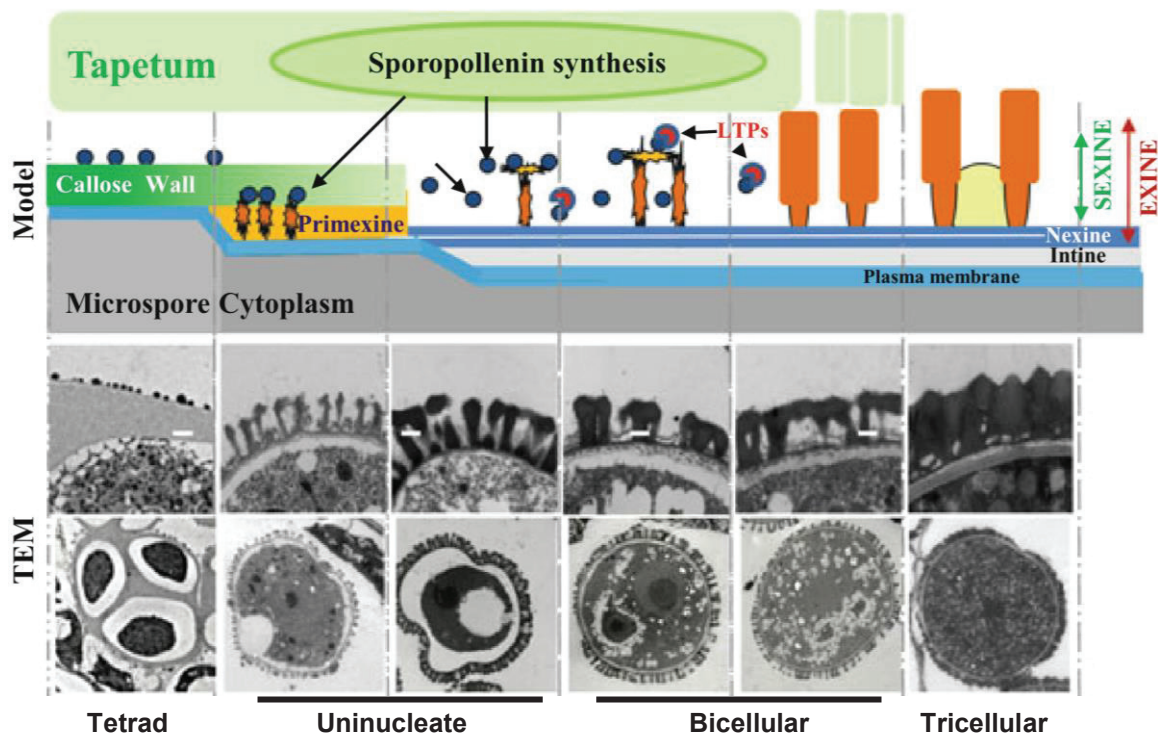 Tapetum
Sporopollenin synthesis
LTPs
Model
Callose Wall
Primexine
SEXINE
EXINE
Nexine
Intine
Plasma membrane
Microspore Cytoplasm
TEM
Tetrad
Uninucleate
Bicellular
Tricellular